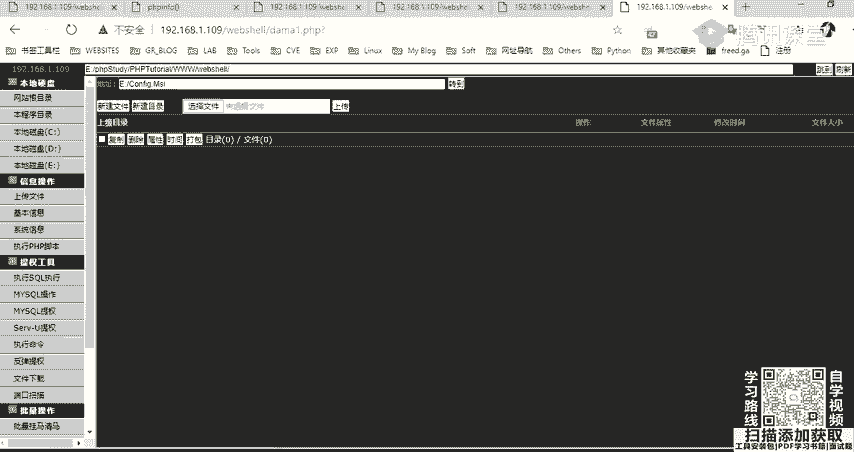 192.168.1.109/webshe
phpinfo()
192.168.1.109/webshe
192.168.1.109/webshe
192.168.1.109/webshe
192.168.1.109/webshe
不安全 192.168.1.109/webshell/dama1.php?
腾讯课堂
书签工具栏 WEBSITES GR_BLOG LAB Tools CVE EXP Linux My Blog Soft 网址导航 Others Python 其他收藏夹 freed.ga 注册
192.168.1.109 E:/phpStudy/PHPTutorial/WWW/webshell/ 跳到 刷新
本地硬盘
网站根目录
本程序目录
本地磁盘(C:)
本地磁盘(D:)
本地磁盘(E:)
信息操作
上传文件
基本信息
系统信息
执行PHP脚本
提权工具
执行SQL执行
MYSQL操作
MYSQL提权
Serv-U提权
执行命令
反弹提权
文件下载
端口扫描
批量操作
批量挂马清马
地址: E:/Config.Msi 转到
新建文件 新建目录 选择文件 未选择文件 上传
上级目录 操作 文件属性 修改时间 文件大小
复制 删除 属性 时间 打包 目录(0) / 文件(0)
学习路线
自学视频
扫描添加获取
工具安装包|PDF学习书籍|面试题